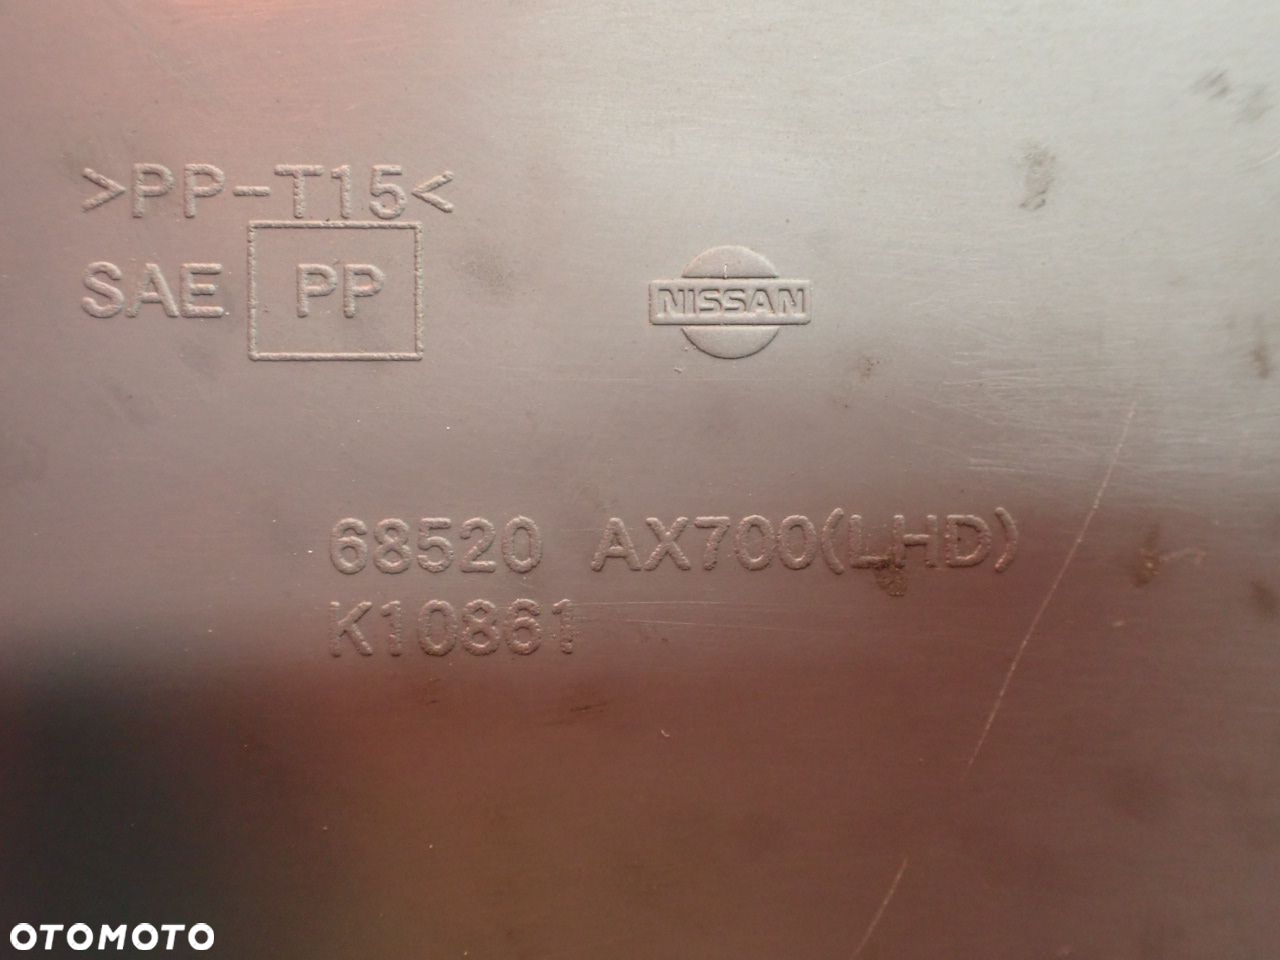 >PP-T15<
SAE PP
NISSAN
68520 AX700(LHD)
K10861
OTOMOTO